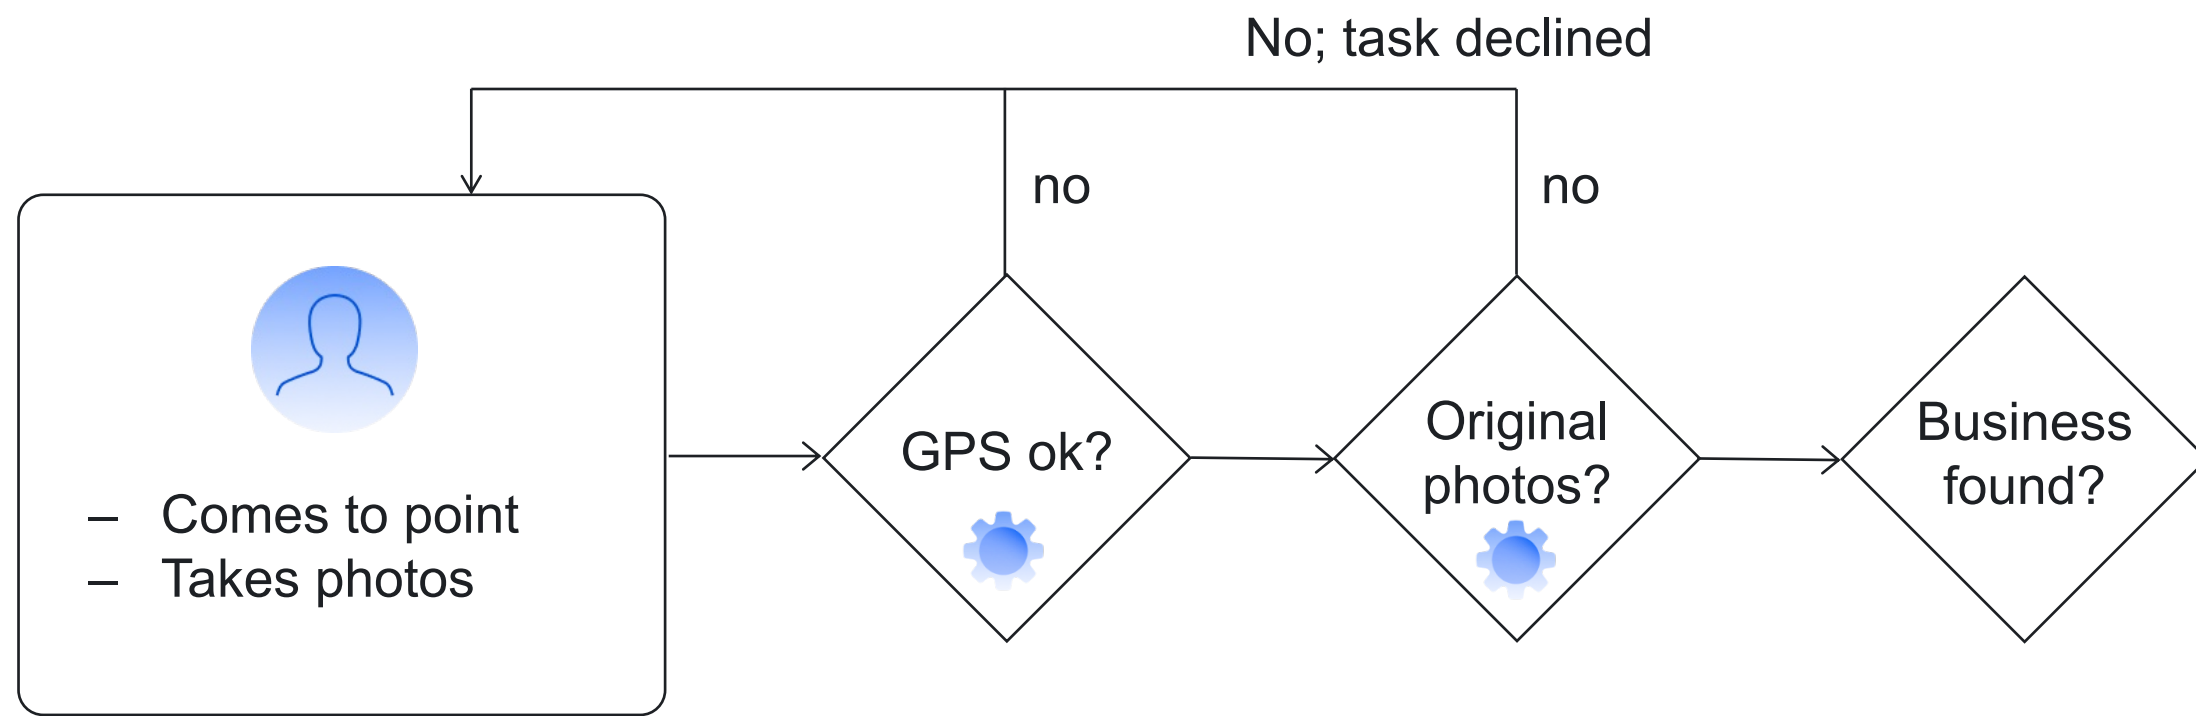 No; task declined
no
no
– Comes to point
– Takes photos
GPS ok?
Original
photos?
Business
found?